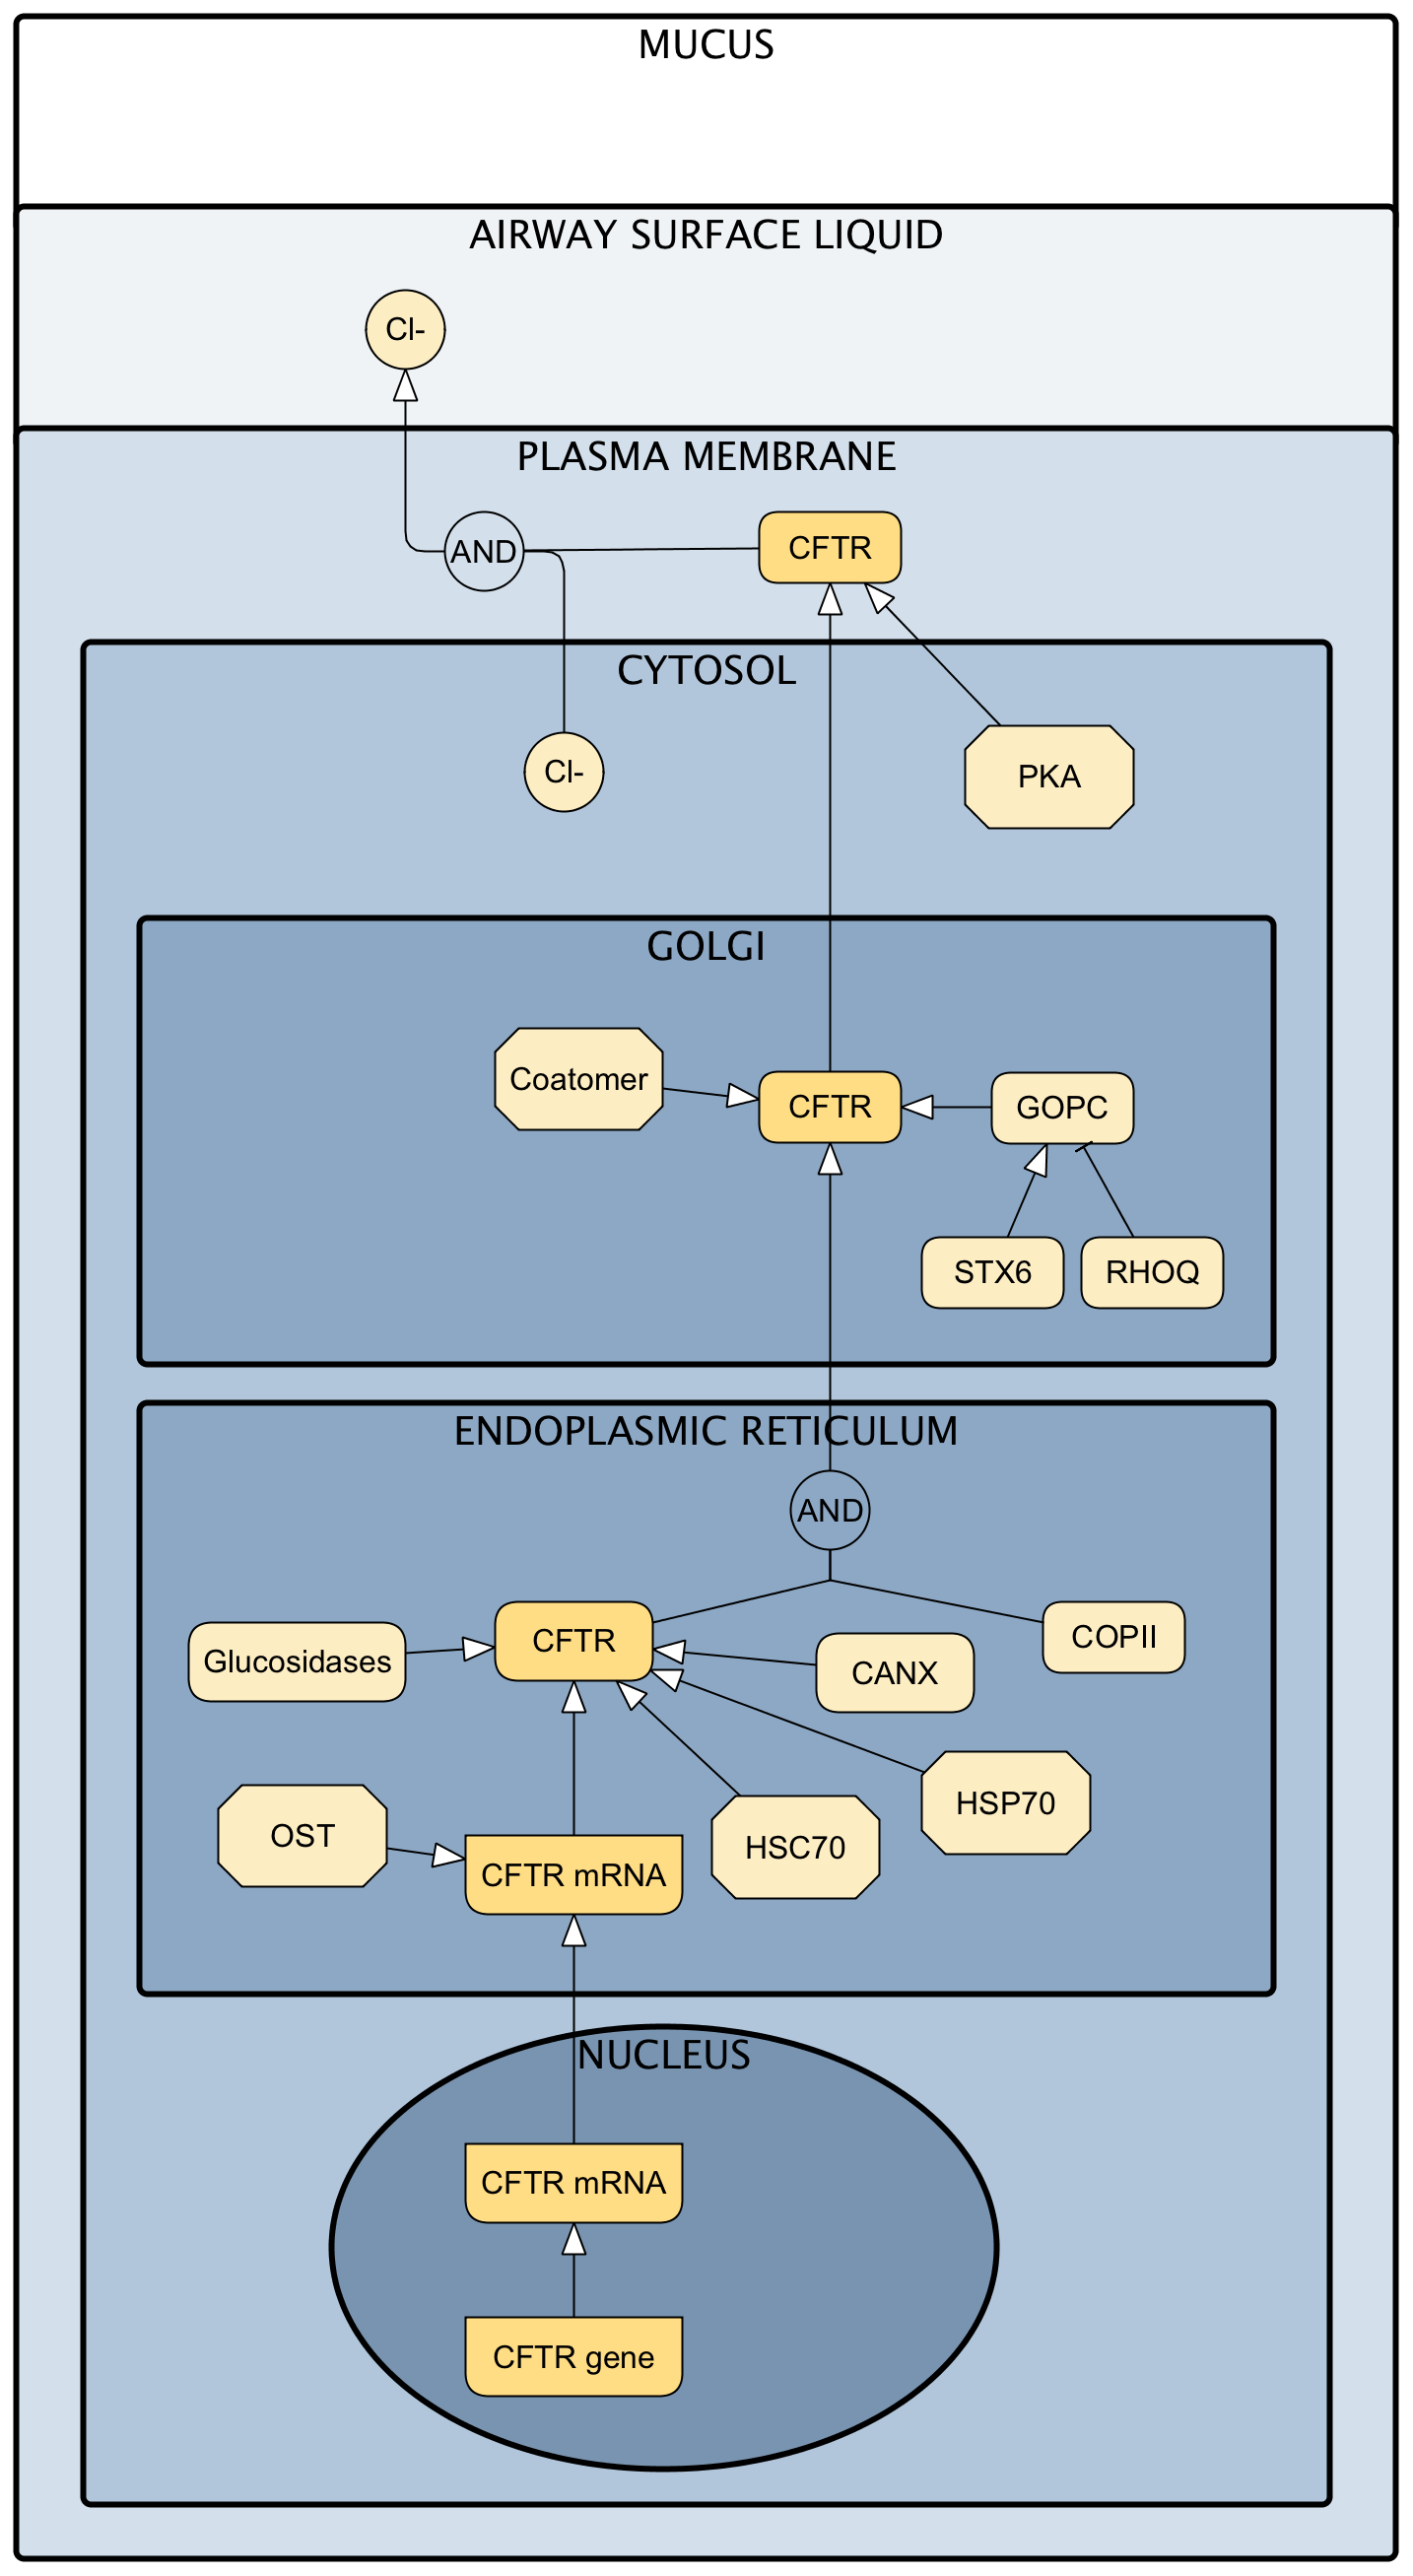 MUCUS
AIRWAY SURFACE LIQUID
Cl-
PLASMA MEMBRANE
AND
CFTR
CYTOSOL
Cl-
PKA
GOLGI
Coatomer
CFTR
GOPC
STX6
RHOQ
ENDOPLASMIC RETICULUM
AND
Glucosidases
CFTR
CANX
COPII
OST
CFTR mRNA
HSC70
HSP70
NUCLEUS
CFTR mRNA
CFTR gene